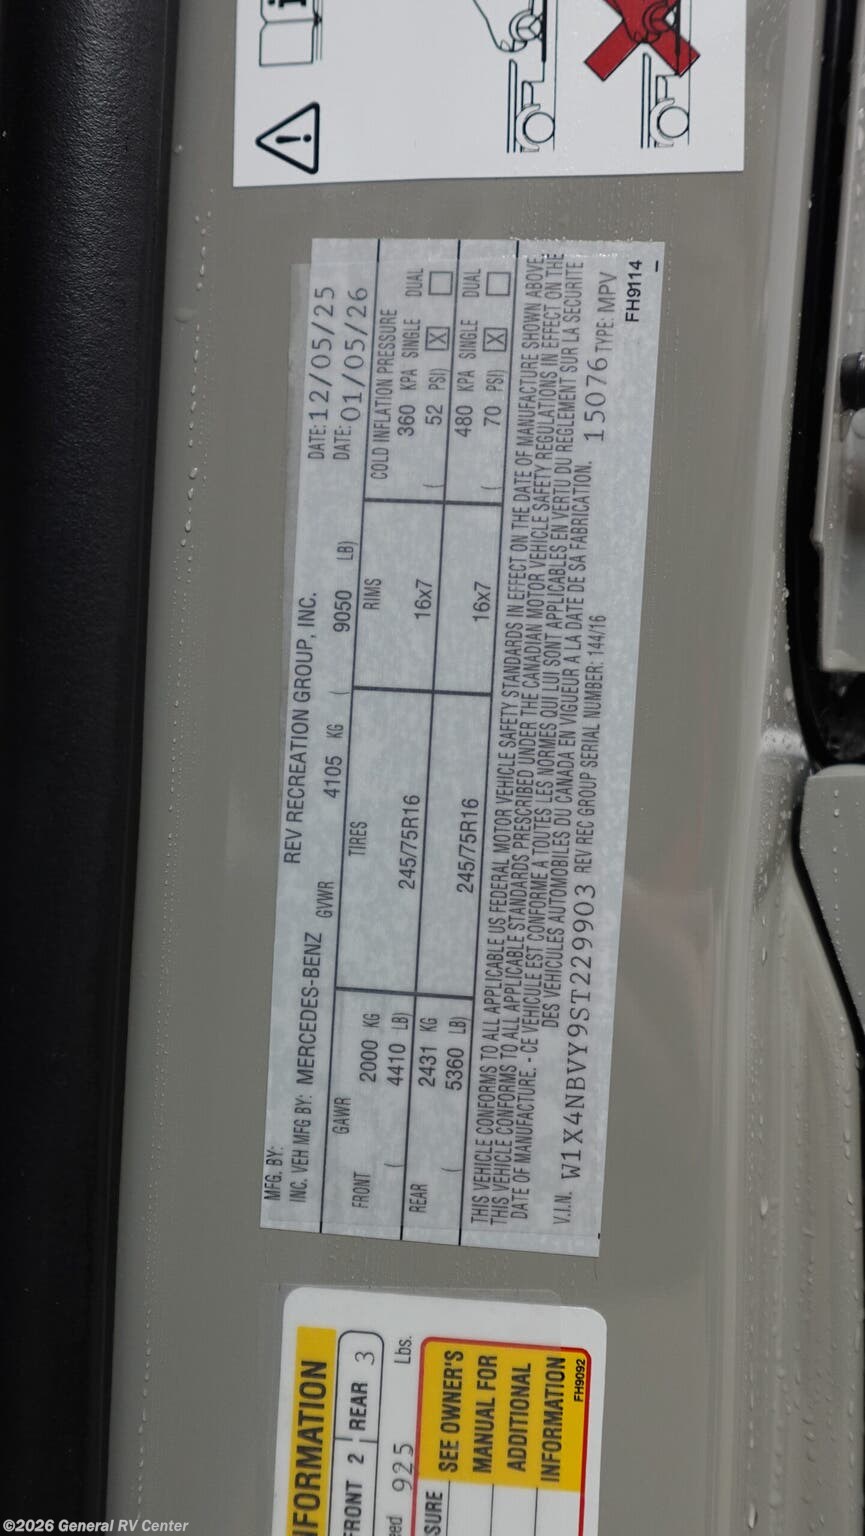 MFG. BY: REV RECREATION GROUP, INC. DATE: 12/05/25
INC. VEH MFG BY: MERCEDES-BENZ GVWR 4105 KG ( 9050 LB) DATE: 01/05/26
GAWR TIRES RIMS COLD INFLATION PRESSURE
FRONT 2000 KG 245/75R16 16x7 360 KPA SINGLE DUAL
( 4410 LB) ( 52 PSI) X
REAR 2431 KG 245/75R16 16x7 480 KPA SINGLE DUAL
( 5360 LB) ( 70 PSI) X
THIS VEHICLE CONFORMS TO ALL APPLICABLE US FEDERAL MOTOR VEHICLE SAFETY STANDARDS IN EFFECT ON THE DATE OF MANUFACTURE SHOWN ABOVE.
THIS VEHICLE CONFORMS TO ALL APPLICABLE STANDARDS PRESCRIBED UNDER THE CANADIAN MOTOR VEHICLE SAFETY REGULATIONS IN EFFECT ON THE
DATE OF MANUFACTURE. - CE VEHICULE EST CONFORME A TOUTES LES NORMES QUI LUI SONT APPLICABLES EN VERTU DU REGLEMENT SUR LA SECURITE
DES VEHICULES AUTOMOBILES DU CANADA EN VIGUEUR A LA DATE DE SA FABRICATION.
V.I.N. W1X4NBVY9ST229903 REV REC GROUP SERIAL NUMBER: 144/16 15076 TYPE: MPV
FH9114
FORMATION
FRONT 2 REAR 3
925 Lbs.
SURE
SEE OWNER'S
MANUAL FOR
ADDITIONAL
INFORMATION
FH9092
©2026 General RV Center